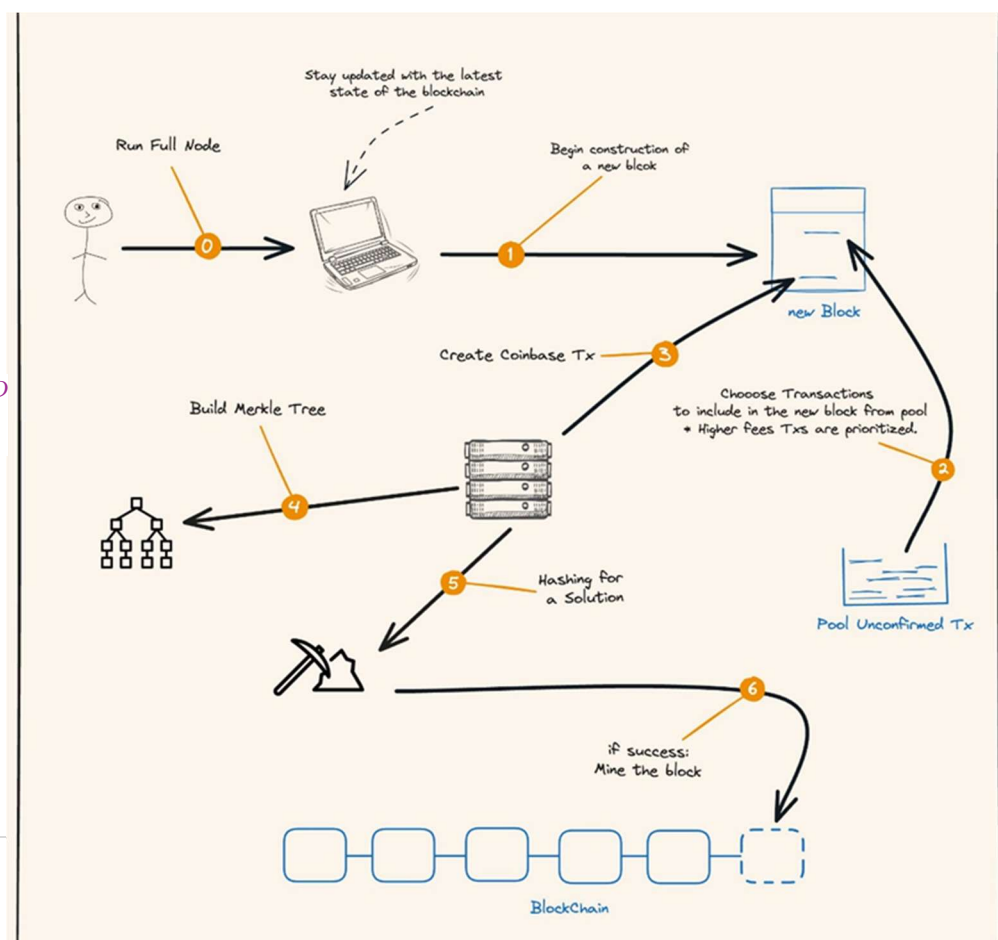 Stay updated with the latest
state of the blockchain
Run Full Node
0
Begin construction of
a new blcok
1
new Block
Create Coinbase Tx
3
Chooose Transactions
to include in the new block from pool
* Higher fees Txs are prioritized.
2
Build Merkle Tree
4
5
Hashing for
a Solution
Pool Unconfirmed Tx
6
if success:
Mine the block
BlockChain